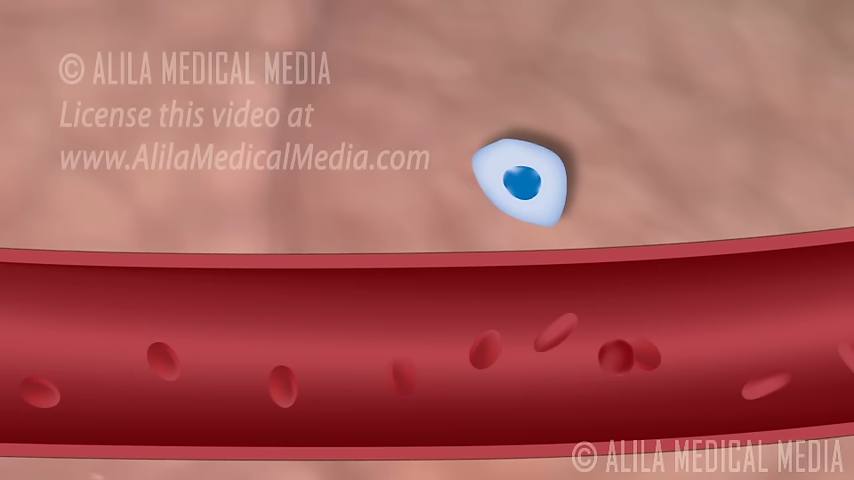 © ALILA MEDICAL MEDIA
License this video at
www.AlilaMedicalMedia.com
© ALILA MEDICAL MEDIA